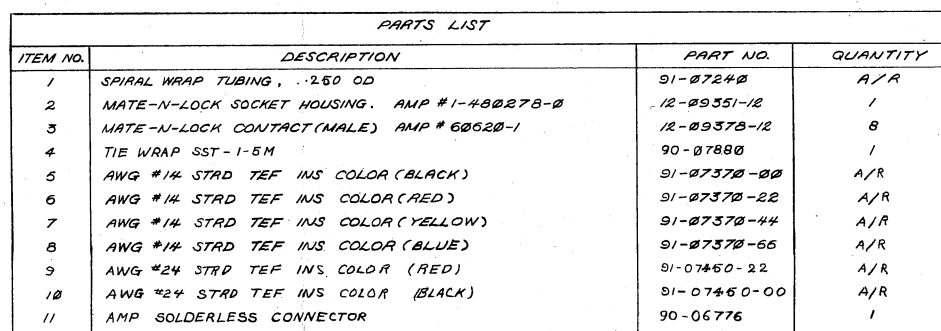 PARTS LIST
ITEM NO. DESCRIPTION PART NO. QUANTITY
1 SPIRAL WRAP TUBING, .250 OD 91-07240 A/R
2 MATE-N-LOCK SOCKET HOUSING. AMP #1-480278-0 12-09351-12 1
3 MATE-N-LOCK CONTACT (MALE) AMP # 60620-1 12-09378-12 8
4 TIE WRAP SST-1-5M 90-07880 1
5 AWG #14 STRD TEF INS COLOR (BLACK) 91-07370-00 A/R
6 AWG #14 STRD TEF INS COLOR (RED) 91-07370-22 A/R
7 AWG #14 STRD TEF INS COLOR (YELLOW) 91-07370-44 A/R
8 AWG #14 STRD TEF INS COLOR (BLUE) 91-07370-66 A/R
9 AWG #24 STRD TEF INS COLOR (RED) 91-07460-22 A/R
10 AWG #24 STRD TEF INS COLOR (BLACK) 91-07460-00 A/R
11 AMP SOLDERLESS CONNECTOR 90-06776 1